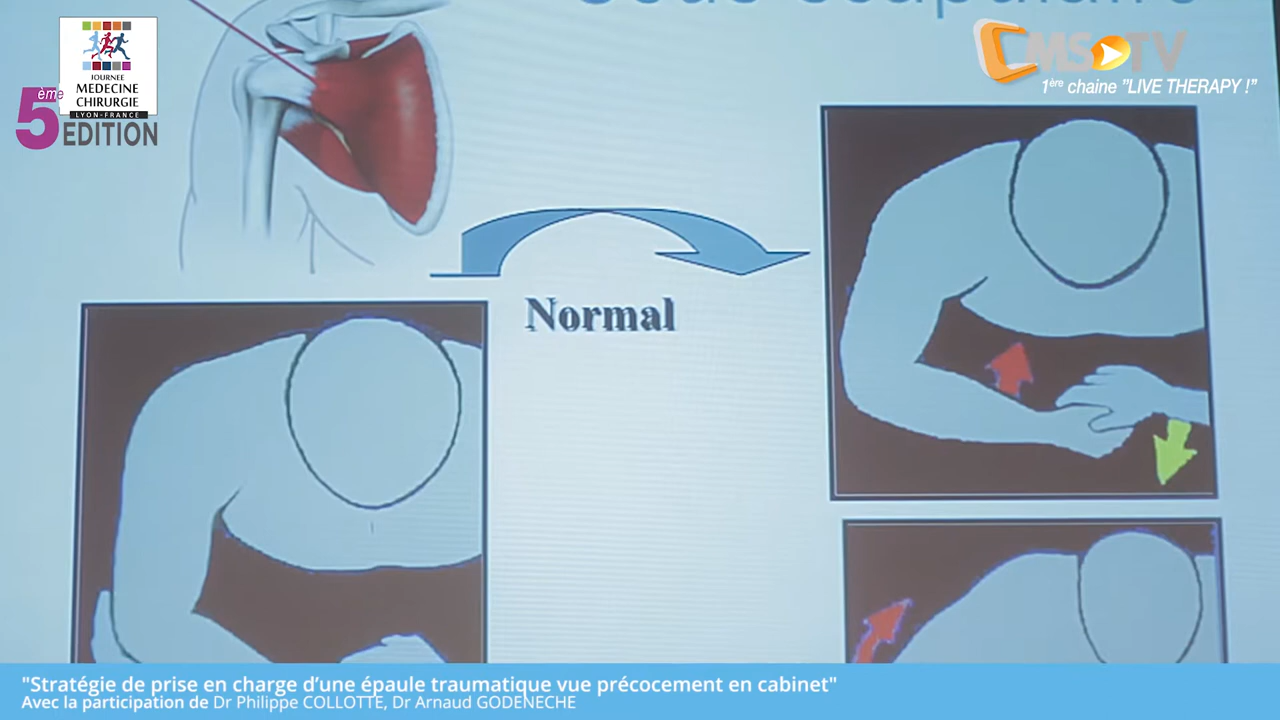 5ème
EDITION
JOURNEE
MEDECINE
CHIRURGIE
LYON-FRANCE
CMS TV
1ère chaine "LIVE THERAPY !"
Normal
"Stratégie de prise en charge d’une épaule traumatique vue précocement en cabinet"
Avec la participation de Dr Philippe COLLOTTE, Dr Arnaud GODENECHE